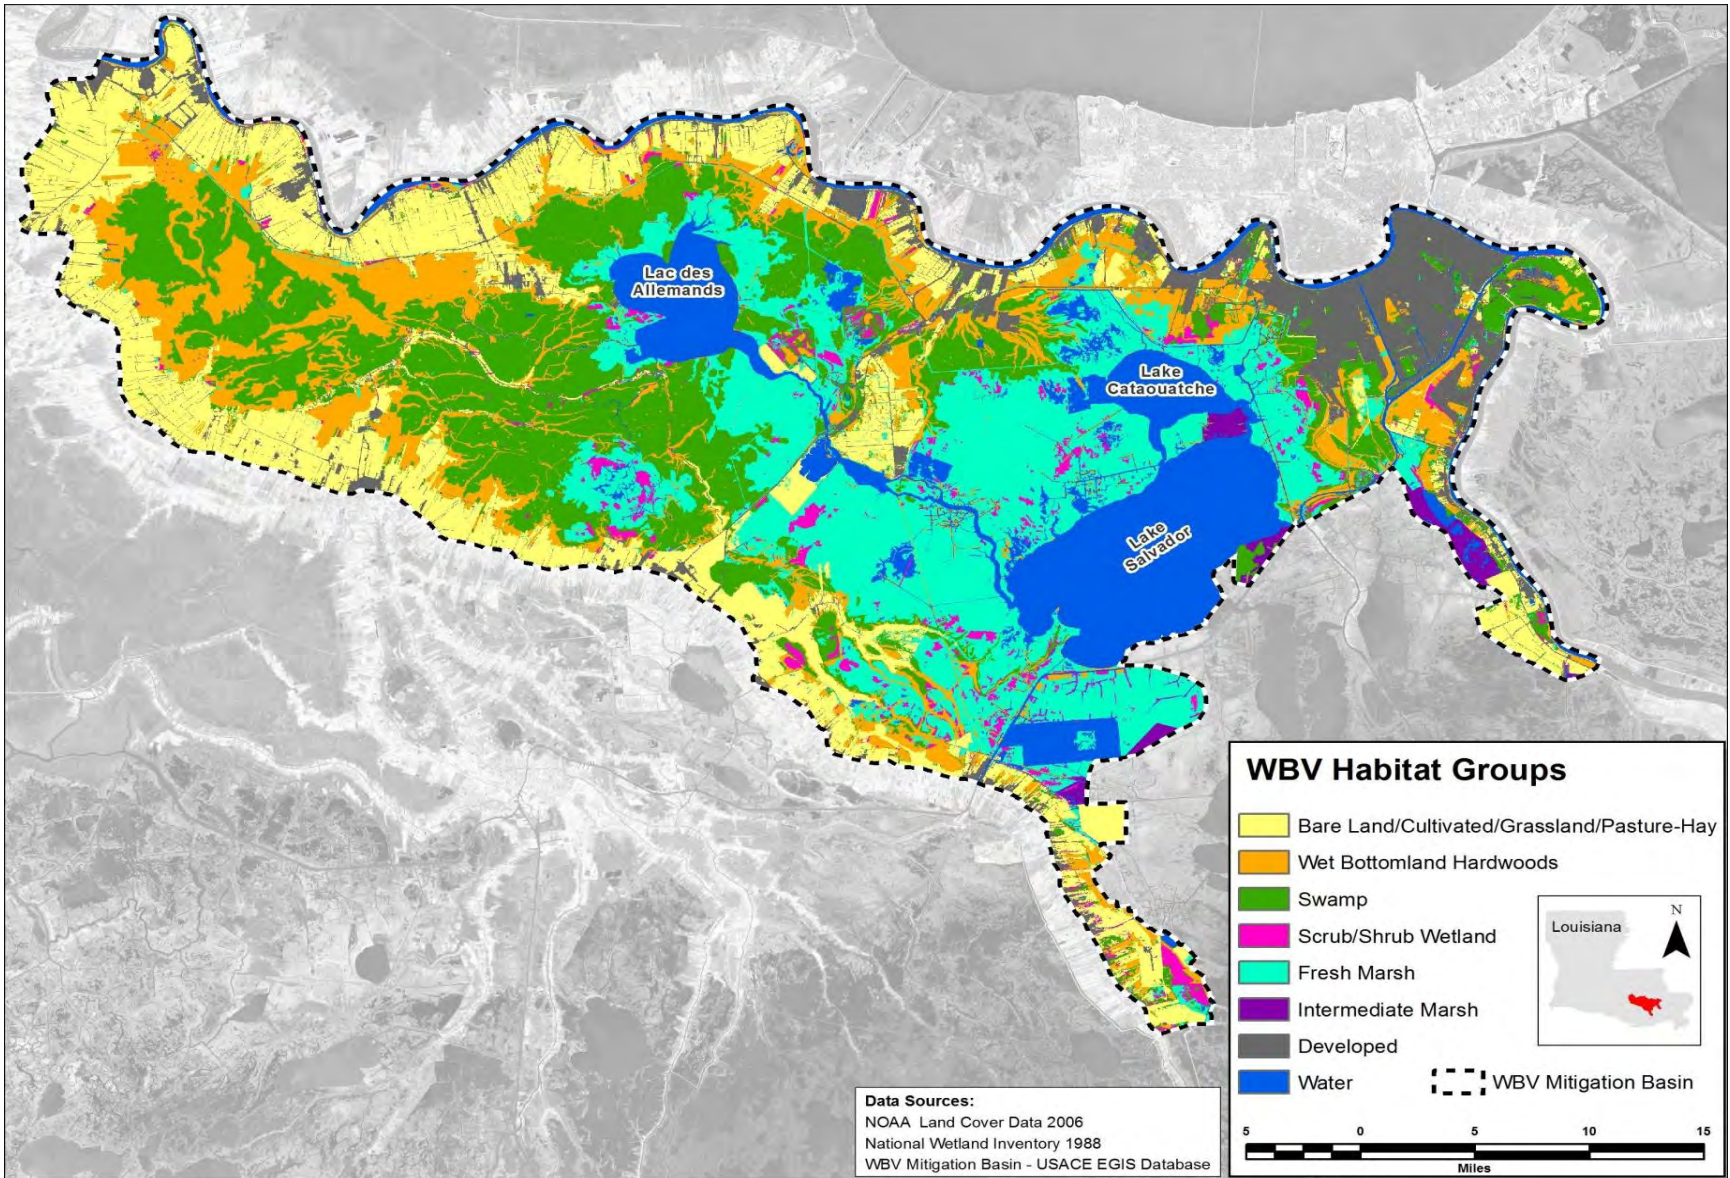 Lac des
Allemands
Lake
Cataouatche
Lake
Salvador
WBV Habitat Groups
Bare Land/Cultivated/Grassland/Pasture-Hay
Wet Bottomland Hardwoods
Swamp
Scrub/Shrub Wetland
Fresh Marsh
Intermediate Marsh
Developed
Water
WBV Mitigation Basin
Louisiana
N
5 0 5 10 15
Miles
Data Sources:
NOAA Land Cover Data 2006
National Wetland Inventory 1988
WBV Mitigation Basin - USACE EGIS Database